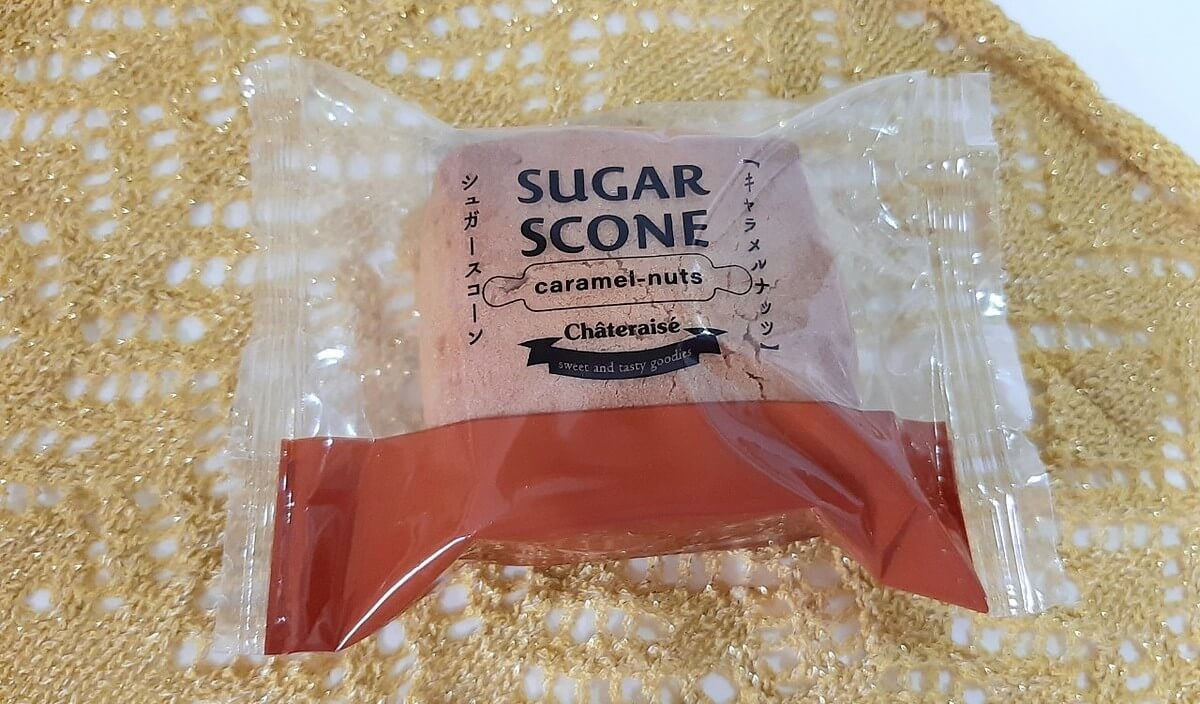 シュガースコーン
SUGAR
SCONE
caramel-nuts
Châteraisé
sweet and tasty goodies
【キャラメルナッツ】